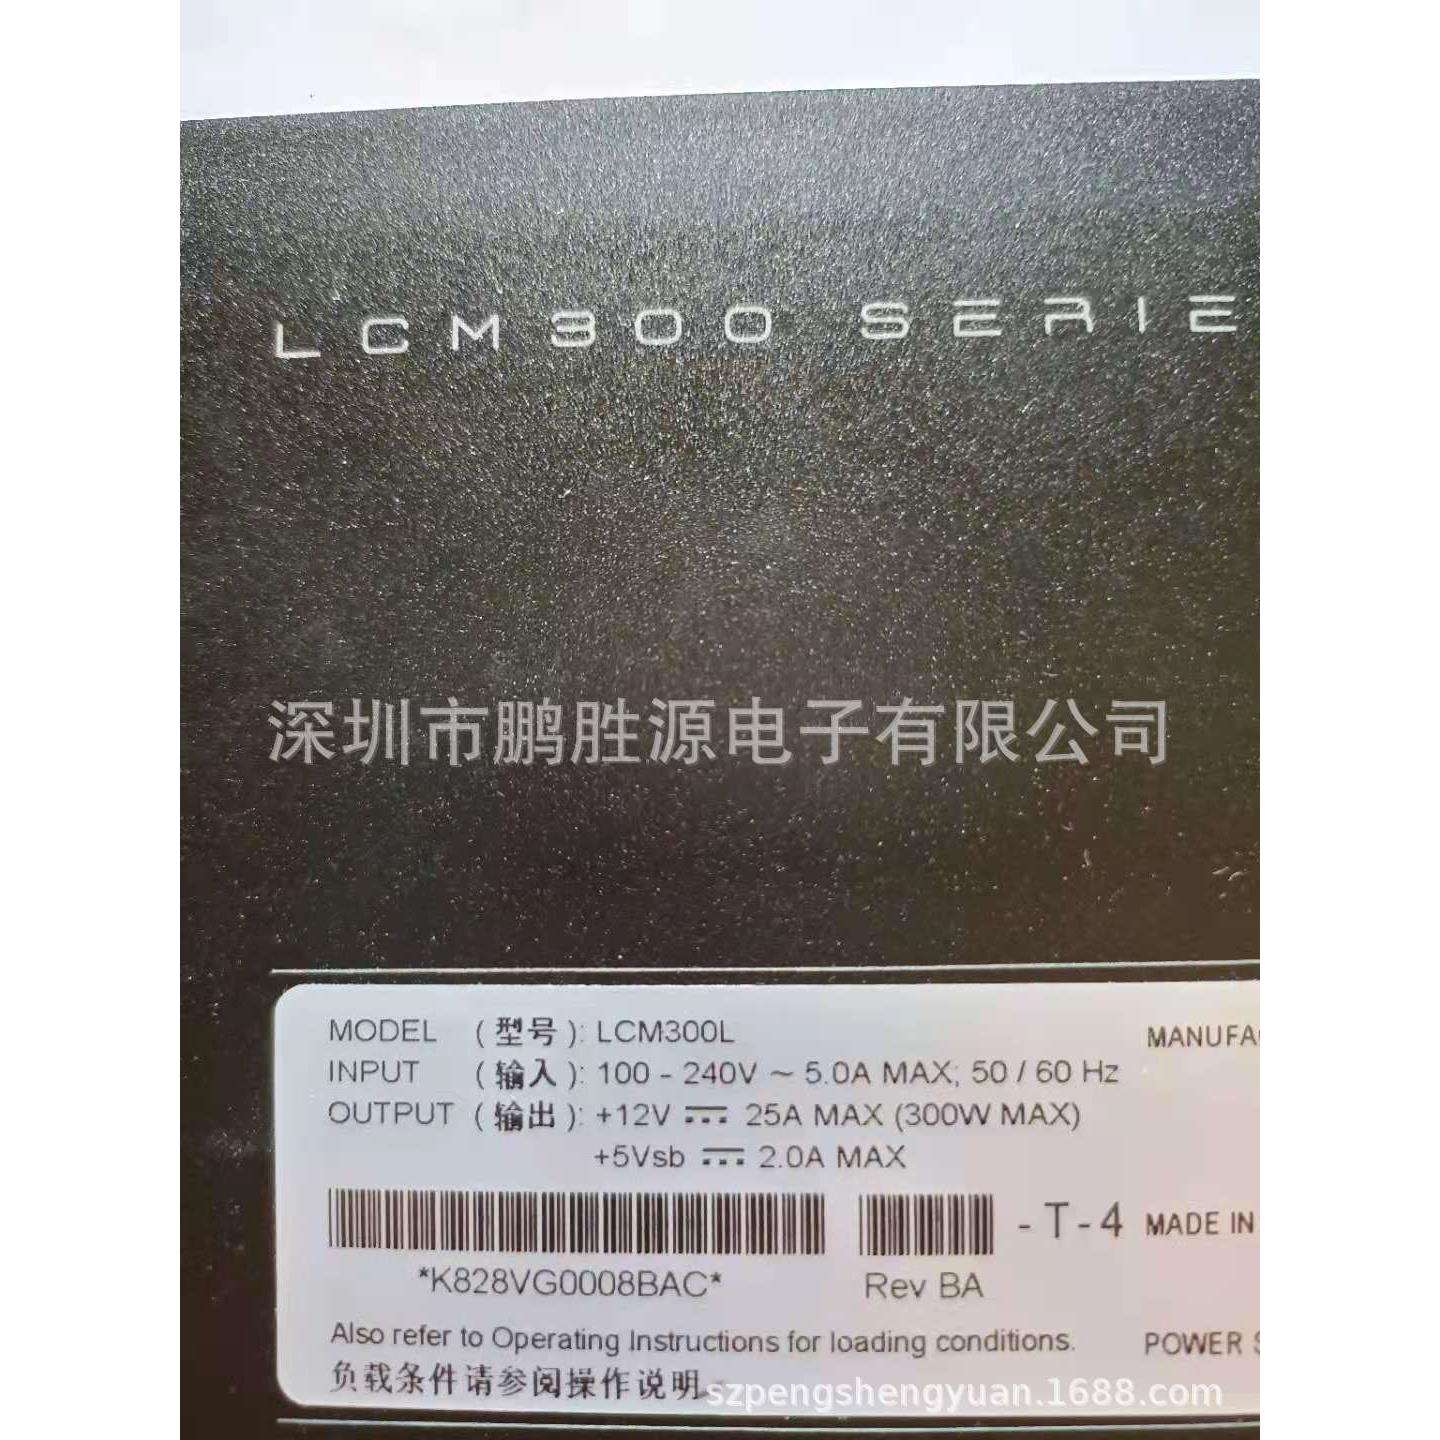 LCM300 SERIE
深圳市鹏胜源电子有限公司
MODEL (型号): LCM300L
INPUT (输入): 100 - 240V ~ 5.0A MAX; 50 / 60 Hz
OUTPUT (输出): +12V ⎓ 25A MAX (300W MAX)
+5Vsb ⎓ 2.0A MAX
*K828VG0008BAC*
Rev BA
- T - 4
Also refer to Operating Instructions for loading conditions.
负载条件请参阅操作说明
MANUFA
MADE IN
POWER S
szpengshengyuan.1688.com